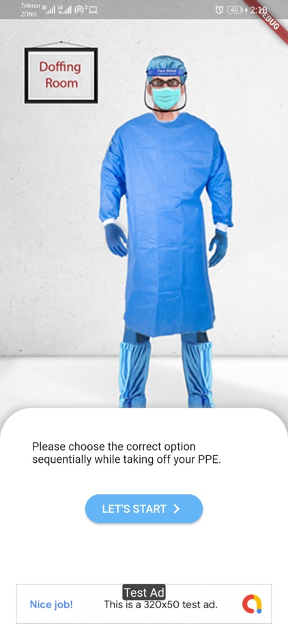 Telenor
ZONG
46
2:18
DEBUG
Doffing
Room
Face Shield
Please choose the correct option
sequentially while taking off your PPE.
LET'S START
Test Ad
Nice job!
This is a 320x50 test ad.